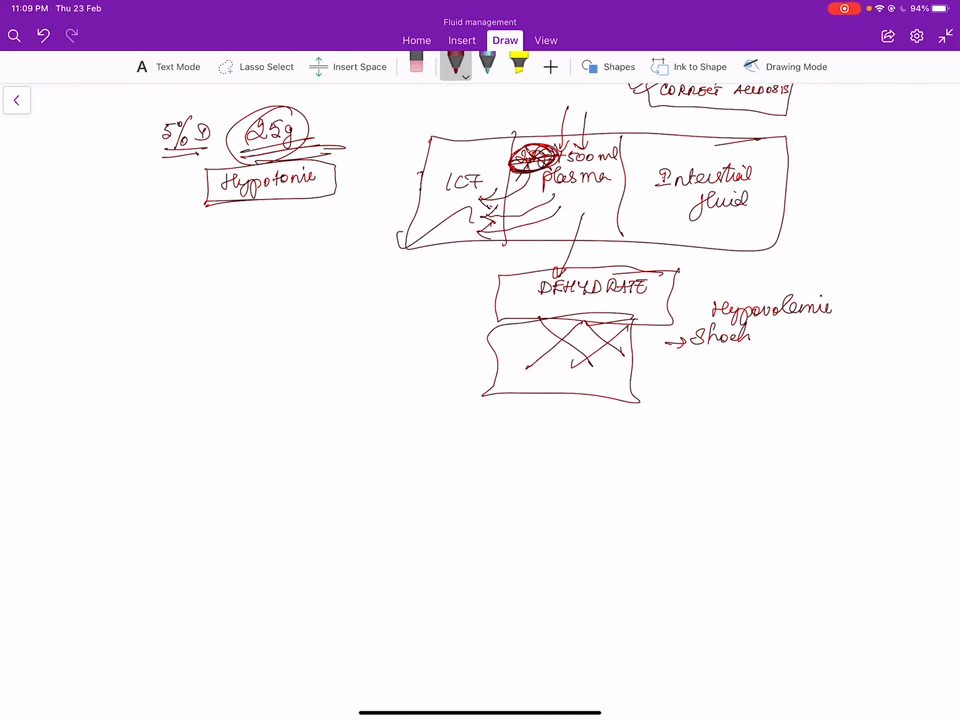 11:09 PM Thu 23 Feb
94%
Fluid management
Home Insert Draw View
Text Mode Lasso Select Insert Space Shapes Ink to Shape Drawing Mode
CORRECT ACIDOSIS
5% D 25g
Hypotonic
ICF
500 ml
plasma
Interstitial
fluid
DEHYDRATE
Hypovolemic
→ Shock